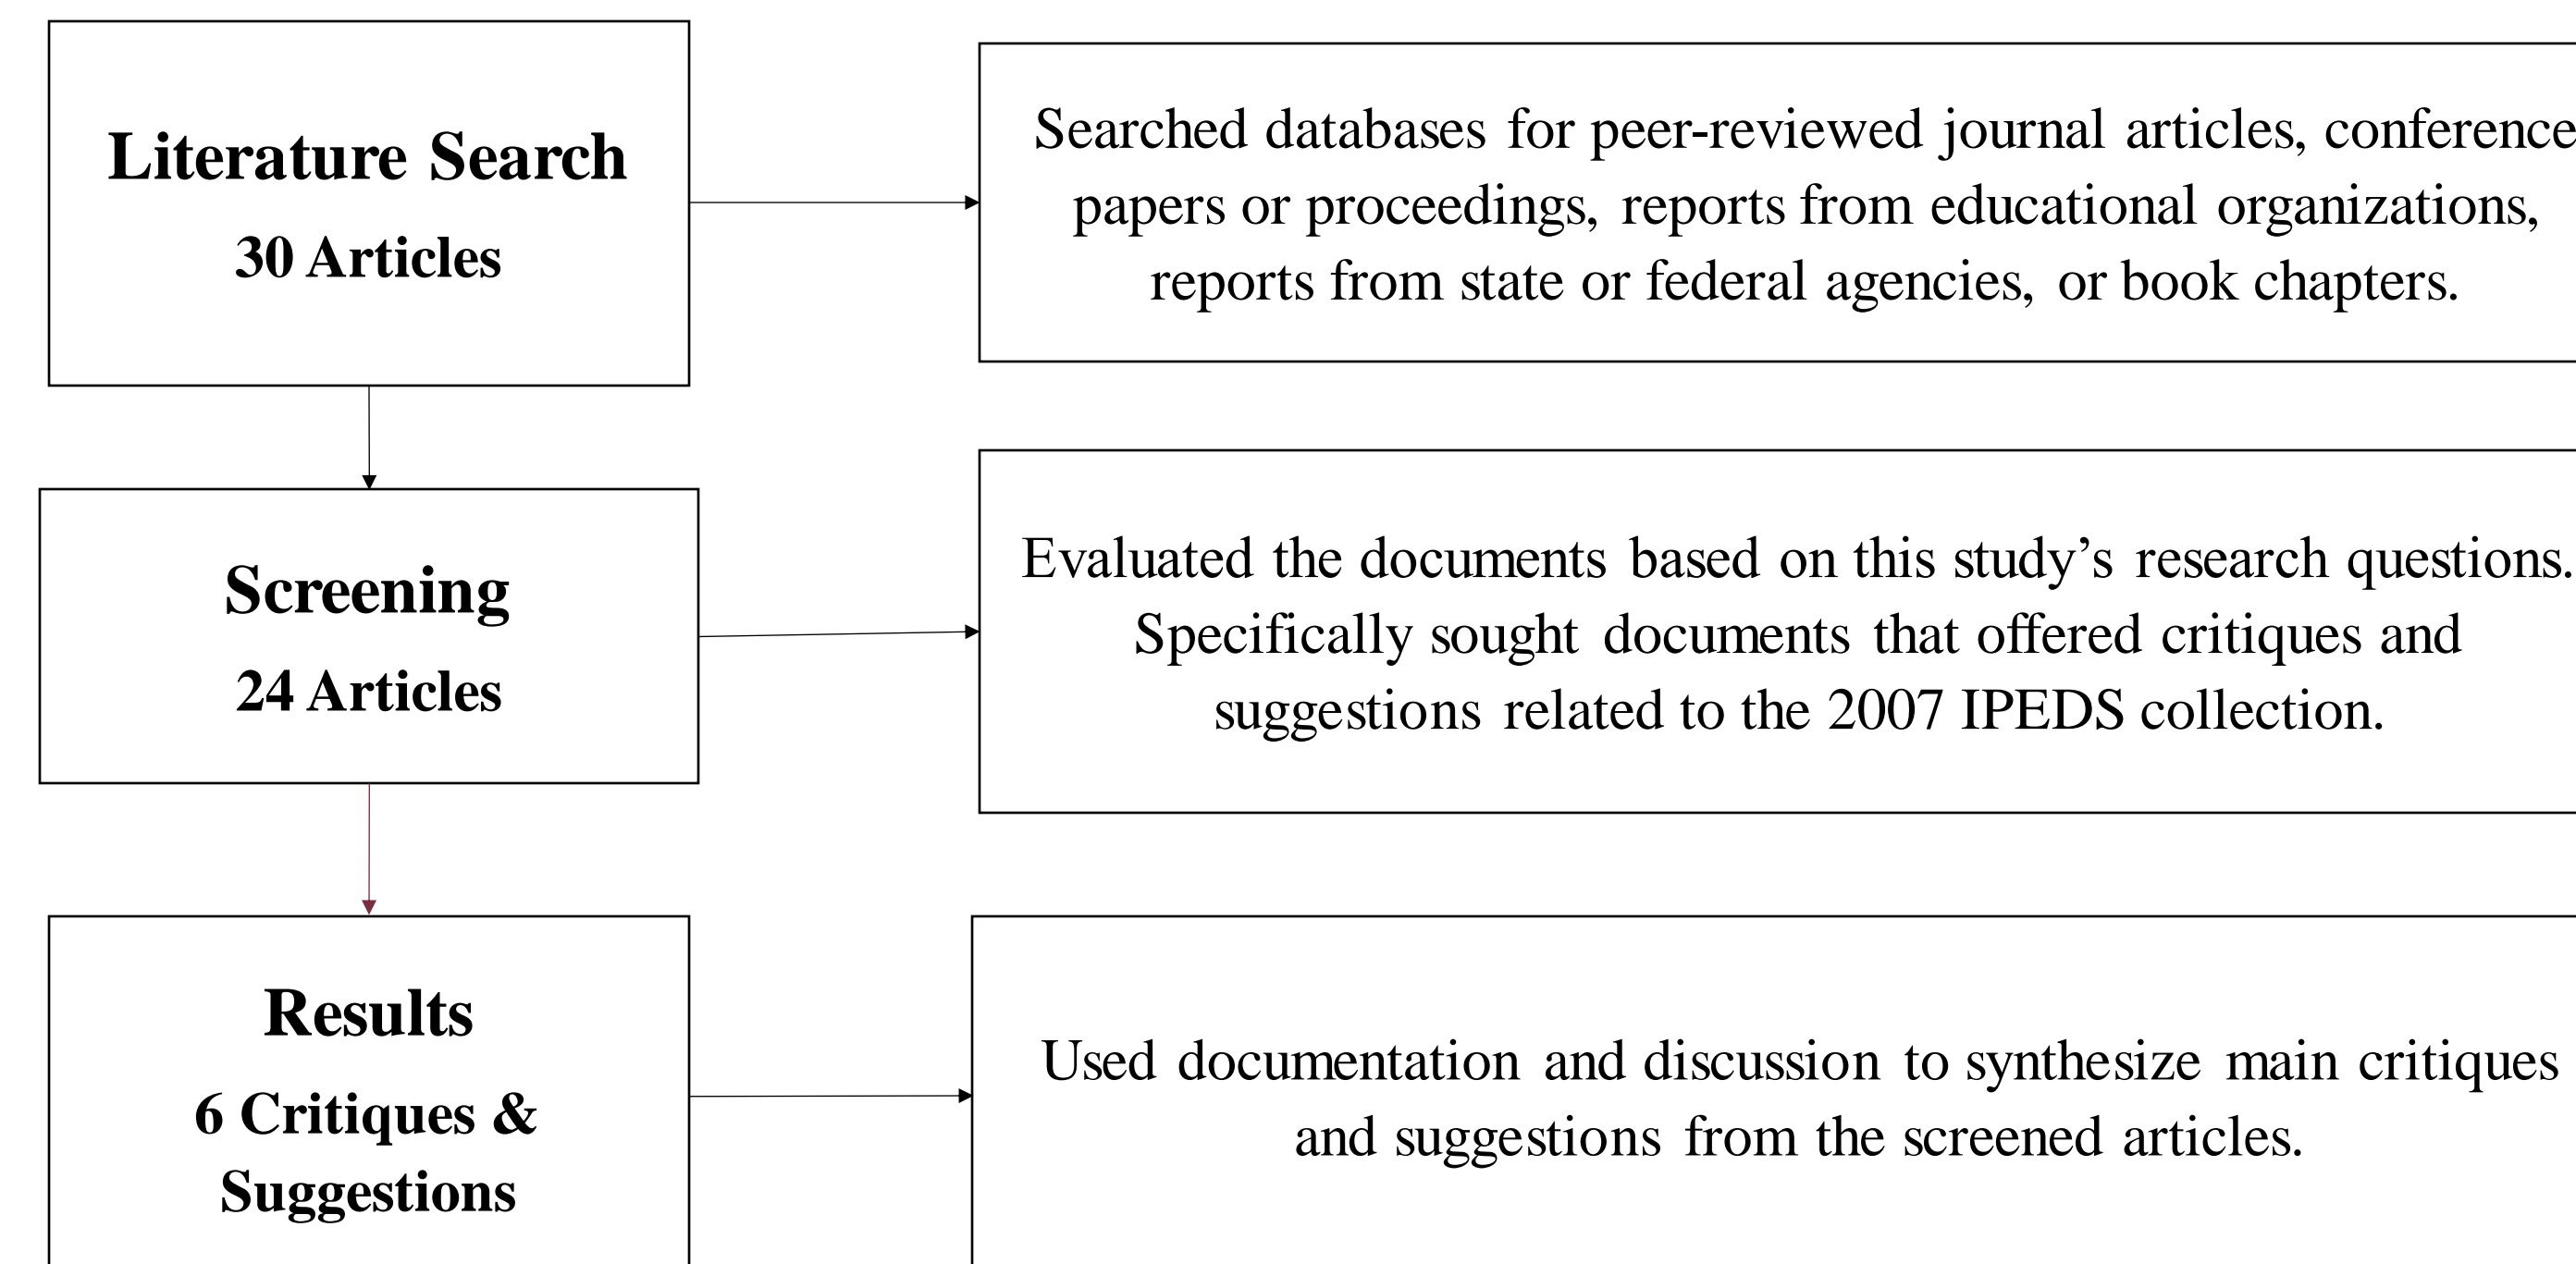 Literature Search
30 Articles
Searched databases for peer-reviewed journal articles, conference
papers or proceedings, reports from educational organizations,
reports from state or federal agencies, or book chapters.
Screening
24 Articles
Evaluated the documents based on this study’s research questions.
Specifically sought documents that offered critiques and
suggestions related to the 2007 IPEDS collection.
Results
6 Critiques &
Suggestions
Used documentation and discussion to synthesize main critiques
and suggestions from the screened articles.